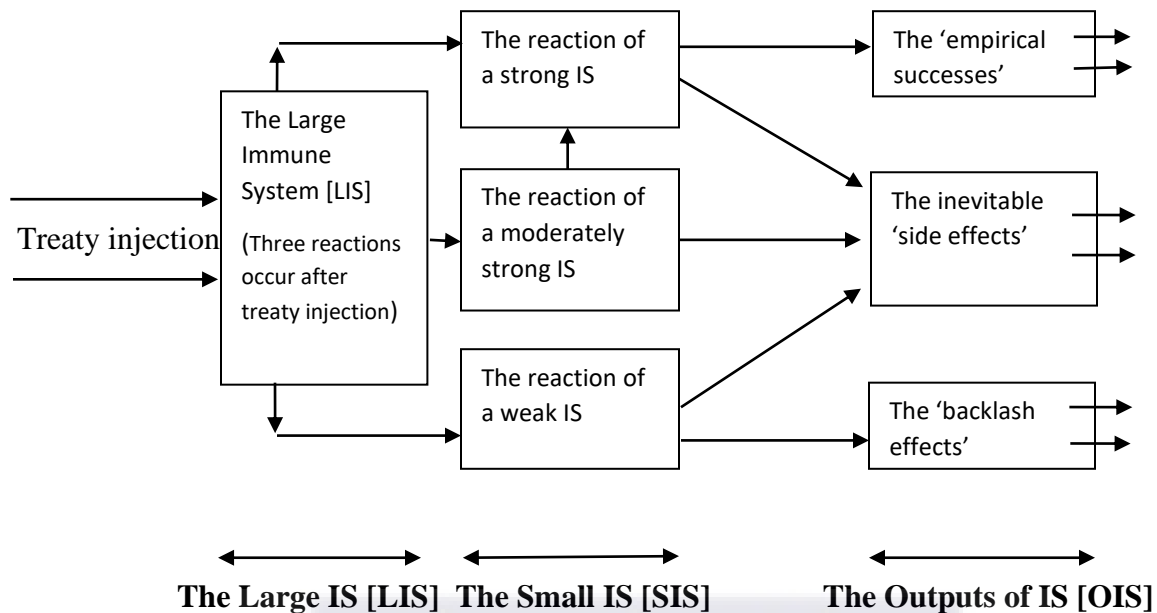 Treaty injection
The Large
Immune
System [LIS]
(Three reactions
occur after
treaty injection)
The reaction of
a strong IS
The reaction of
a moderately
strong IS
The reaction of
a weak IS
The ‘empirical
successes’
The inevitable
‘side effects’
The ‘backlash
effects’
The Large IS [LIS]
The Small IS [SIS]
The Outputs of IS [OIS]